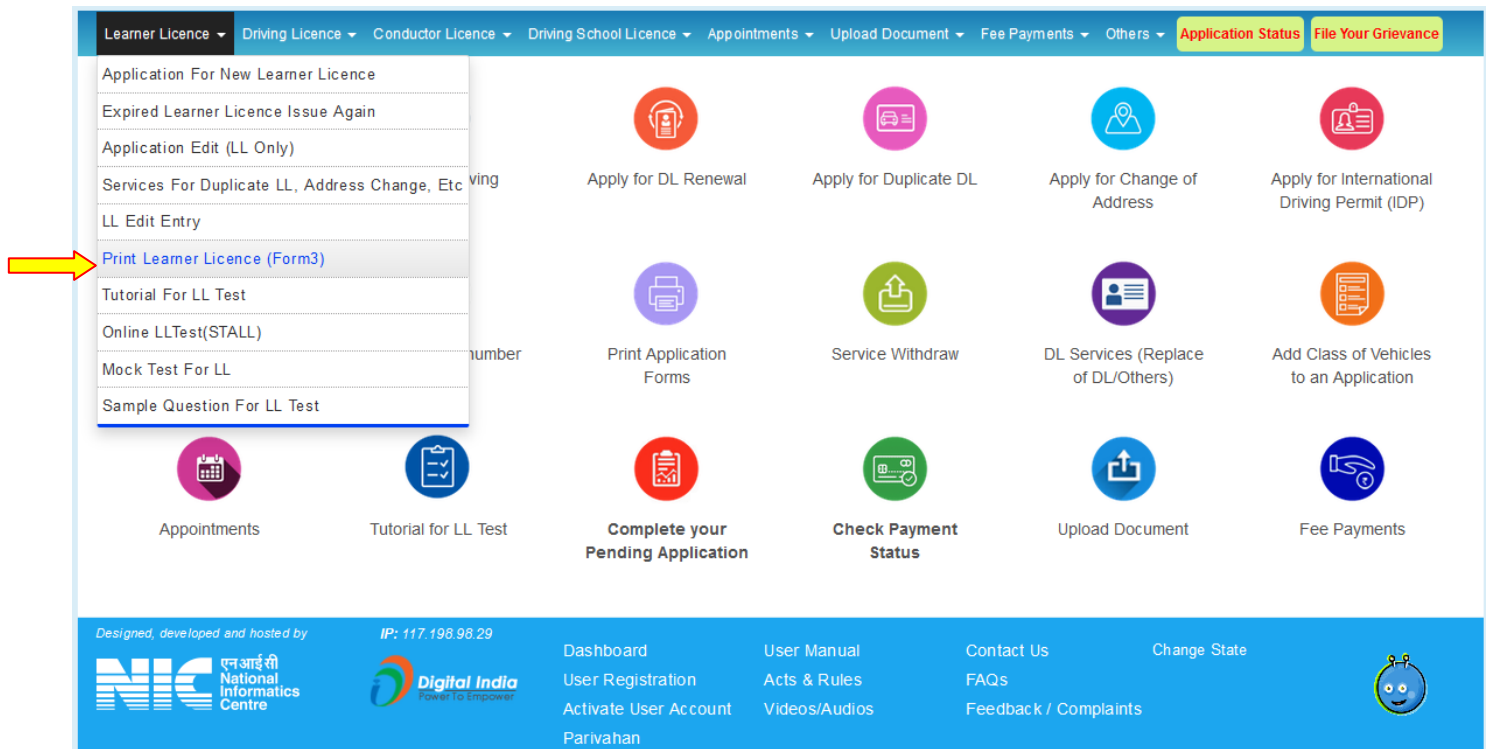 Learner Licence Driving Licence Conductor Licence Driving School Licence Appointments Upload Document Fee Payments Others Application Status File Your Grievance
Application For New Learner Licence
Expired Learner Licence Issue Again
Application Edit (LL Only)
Services For Duplicate LL, Address Change, Etc
LL Edit Entry
Print Learner Licence (Form3)
Tutorial For LL Test
Online LLTest(STALL)
Mock Test For LL
Sample Question For LL Test
ving
Apply for DL Renewal
Apply for Duplicate DL
Apply for Change of
Address
Apply for International
Driving Permit (IDP)
number
Print Application
Forms
Service Withdraw
DL Services (Replace
of DL/Others)
Add Class of Vehicles
to an Application
Appointments
Tutorial for LL Test
Complete your
Pending Application
Check Payment
Status
Upload Document
Fee Payments
Designed, developed and hosted by
NIC
एन आई सी
National
Informatics
Centre
IP: 117.198.98.29
Digital India
Power To Empower
Dashboard
User Registration
Activate User Account
Parivahan
User Manual
Acts & Rules
Videos/Audios
Contact Us
FAQs
Feedback / Complaints
Change State